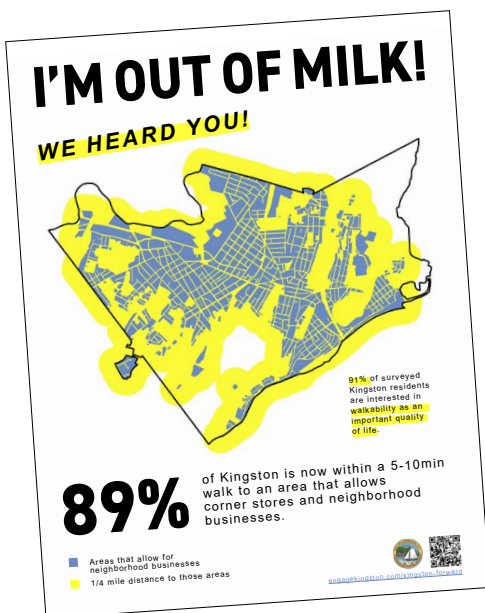 I'M OUT OF MILK!
WE HEARD YOU!
91% of surveyed
Kingston residents
are interested in
walkability as an
important quality
of life.
89%
of Kingston is now within a 5-10min
walk to an area that allows
corner stores and neighborhood
businesses.
Areas that allow for
neighborhood businesses
1/4 mile distance to those areas
engagekingston.com/kingston-forward